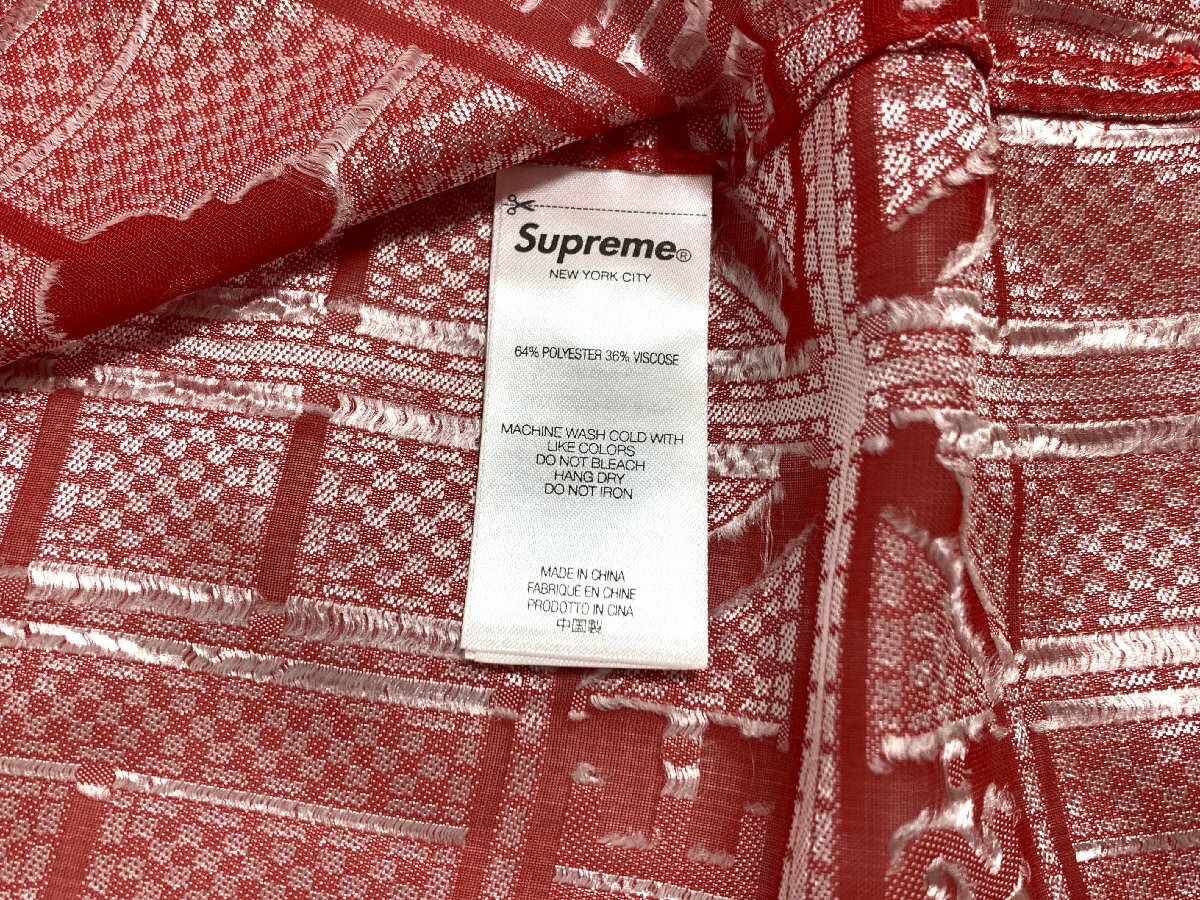 Supreme®
NEW YORK CITY
64% POLYESTER 36% VISCOSE
MACHINE WASH COLD WITH
LIKE COLORS
DO NOT BLEACH
HANG DRY
DO NOT IRON
MADE IN CHINA
FABRIQUÉ EN CHINE
PRODOTTO IN CINA
中国製